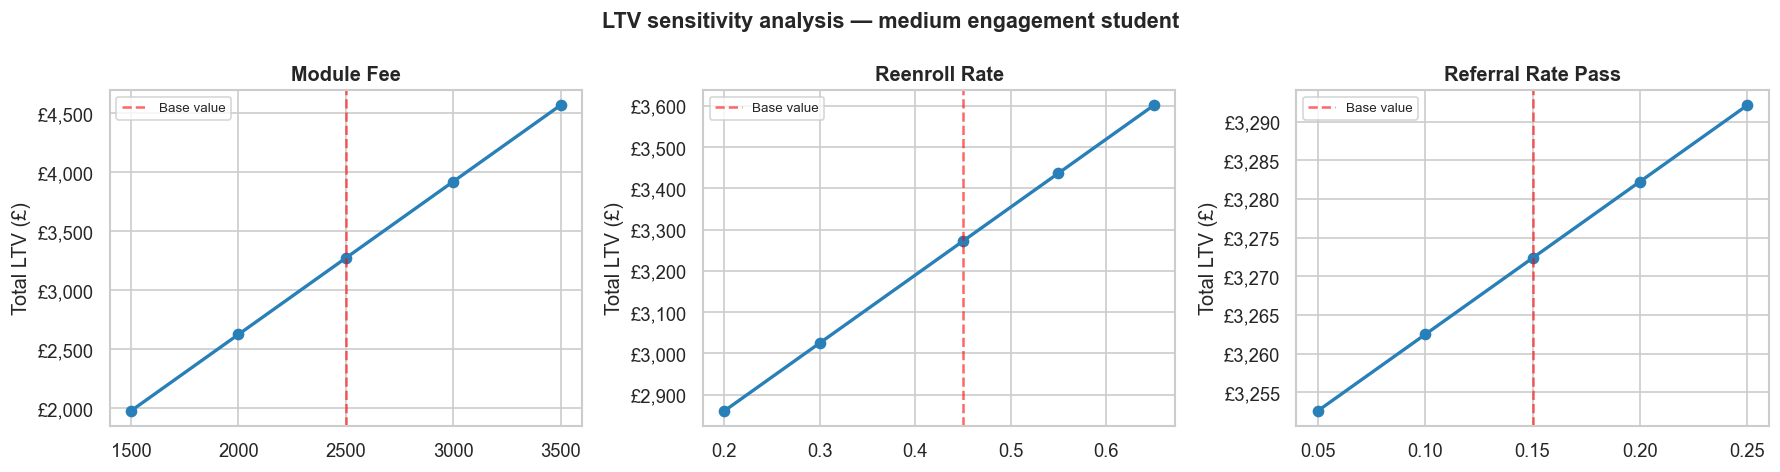 LTV sensitivity analysis — medium engagement student
Module Fee
Base value
Total LTV (£)
£4,500
£4,000
£3,500
£3,000
£2,500
£2,000
1500 2000 2500 3000 3500
Reenroll Rate
Base value
Total LTV (£)
£3,600
£3,500
£3,400
£3,300
£3,200
£3,100
£3,000
£2,900
0.2 0.3 0.4 0.5 0.6
Referral Rate Pass
Base value
Total LTV (£)
£3,290
£3,285
£3,280
£3,275
£3,270
£3,265
£3,260
£3,255
0.05 0.10 0.15 0.20 0.25